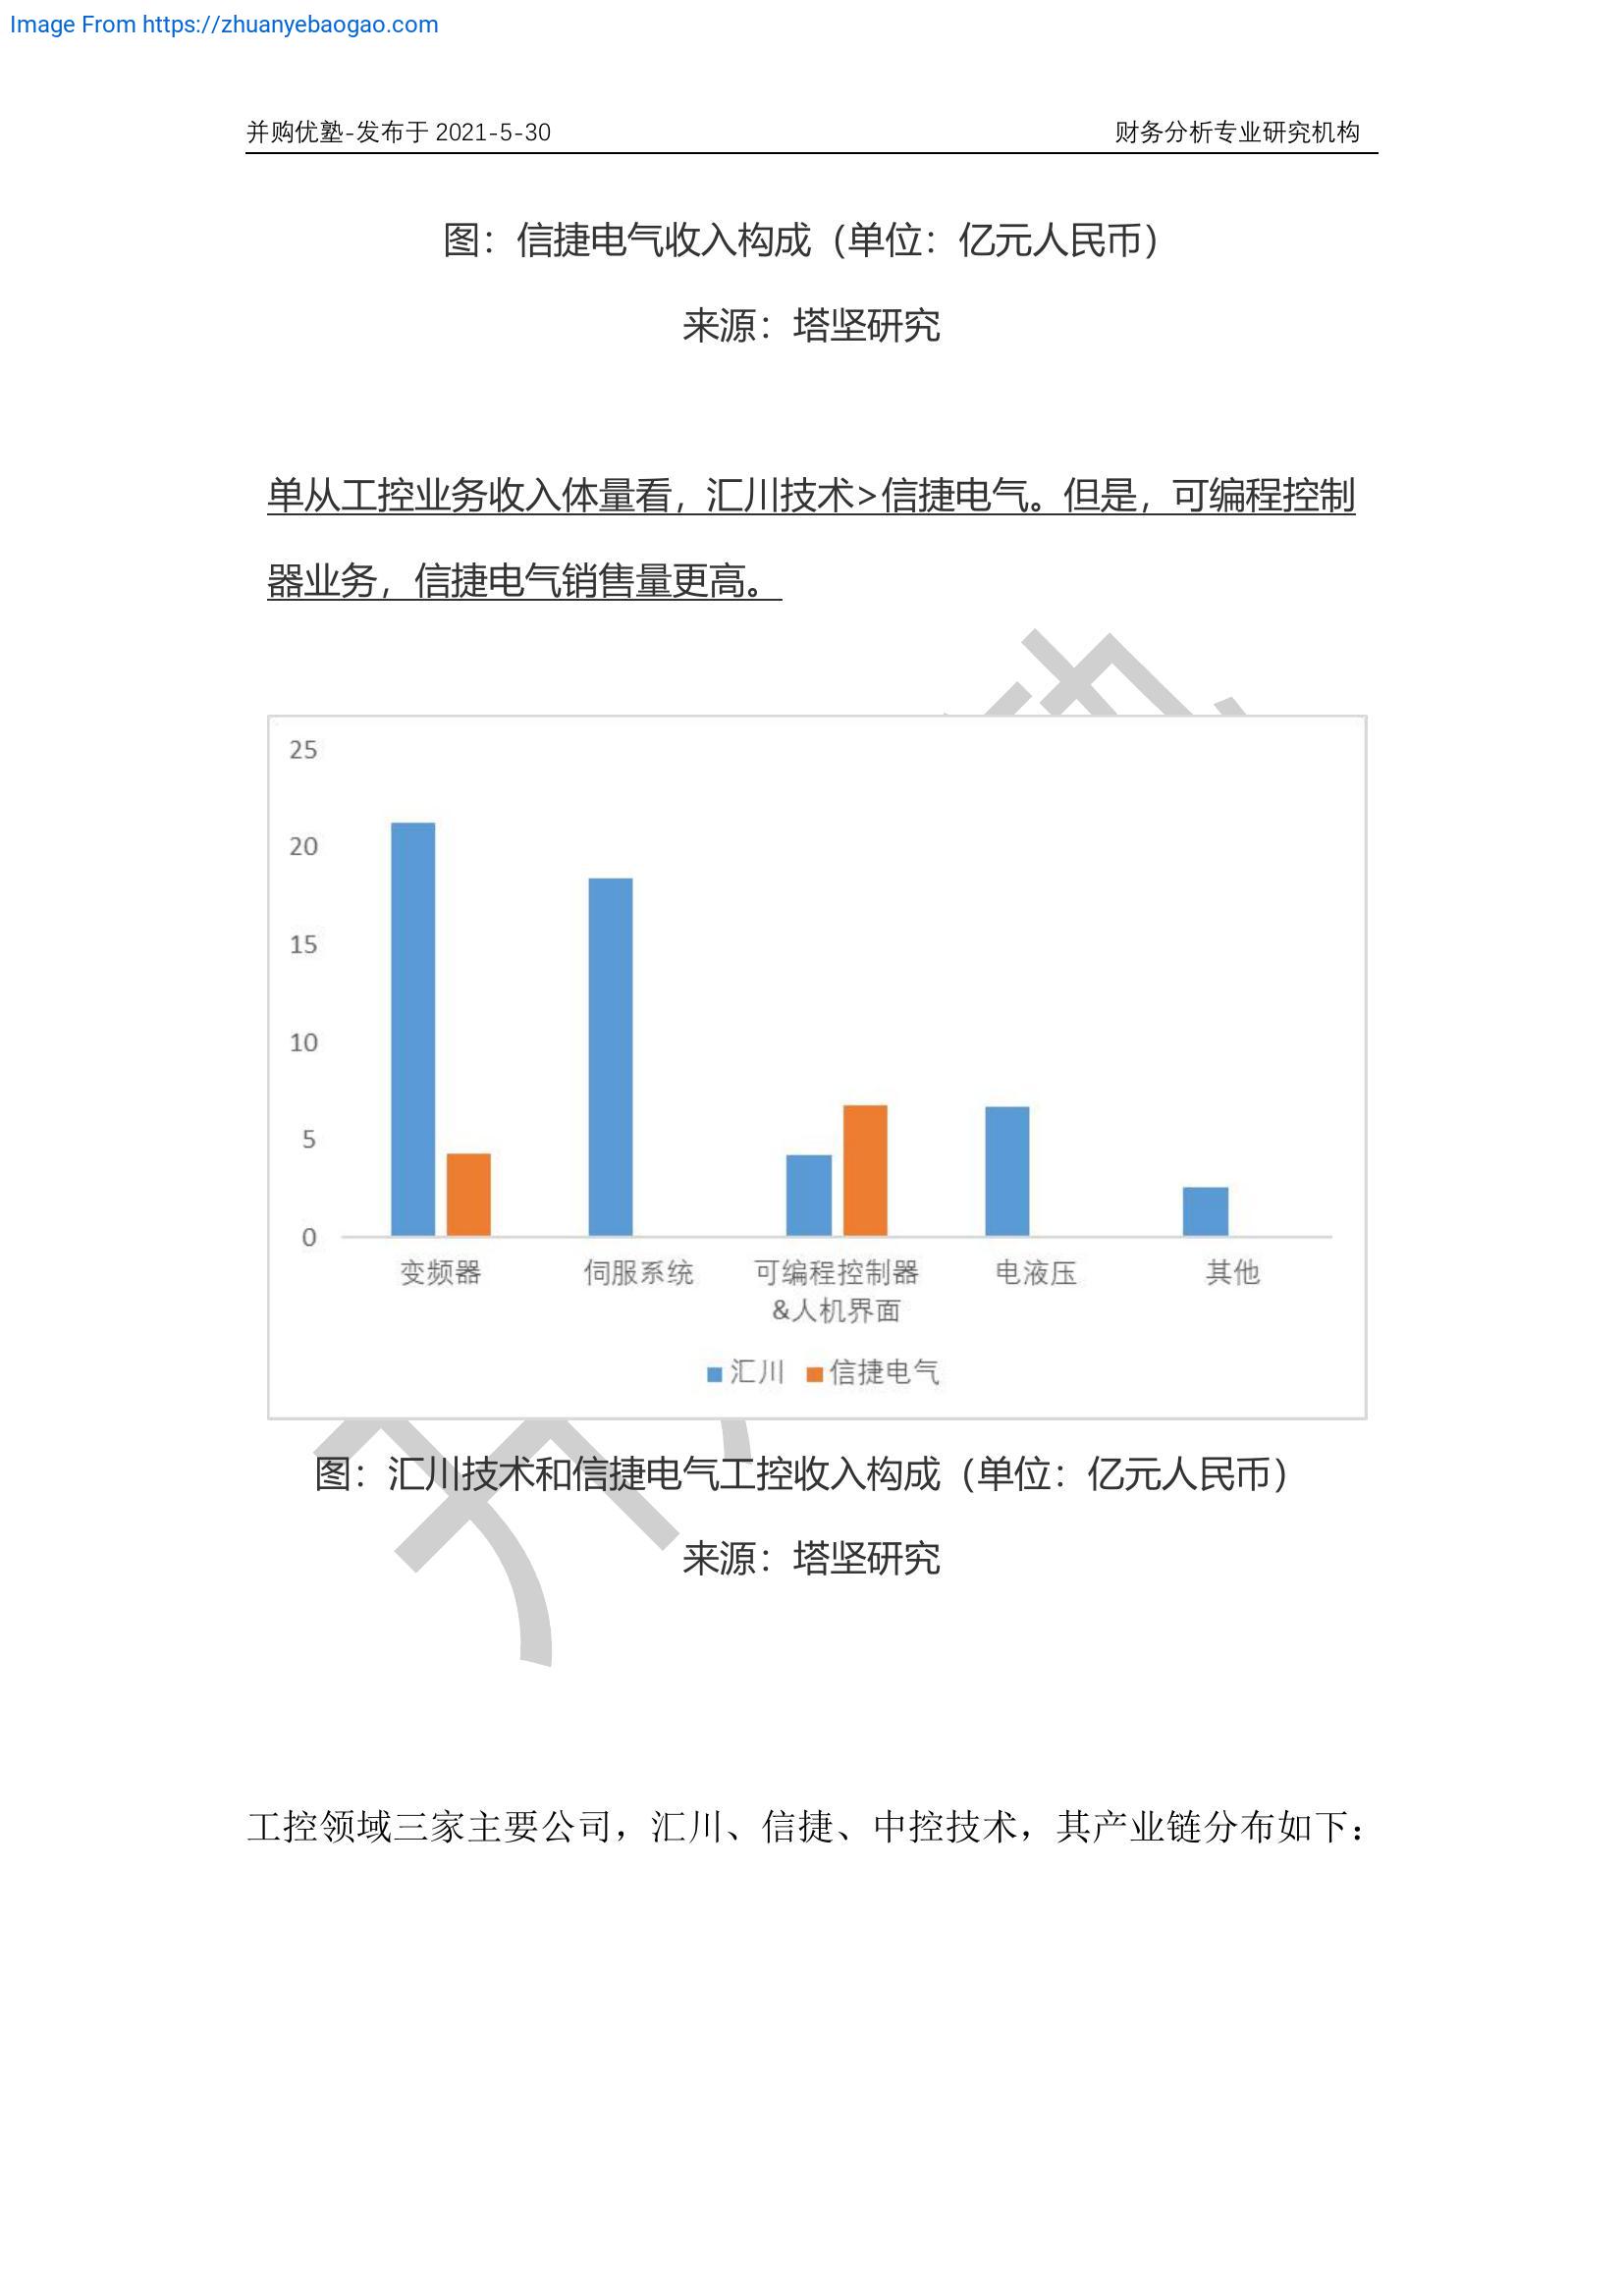 Image From https://zhuanyebaogao.com
并购优塾-发布于 2021-5-30 财务分析专业研究机构
图：信捷电气收入构成（单位：亿元人民币）
来源：塔坚研究
单从工控业务收入体量看，汇川技术>信捷电气。但是，可编程控制
器业务，信捷电气销售量更高。
25
20
15
10
5
0
变频器 伺服系统 可编程控制器 电液压 其他
&人机界面
汇川 信捷电气
图：汇川技术和信捷电气工控收入构成（单位：亿元人民币）
来源：塔坚研究
工控领域三家主要公司，汇川、信捷、中控技术，其产业链分布如下：